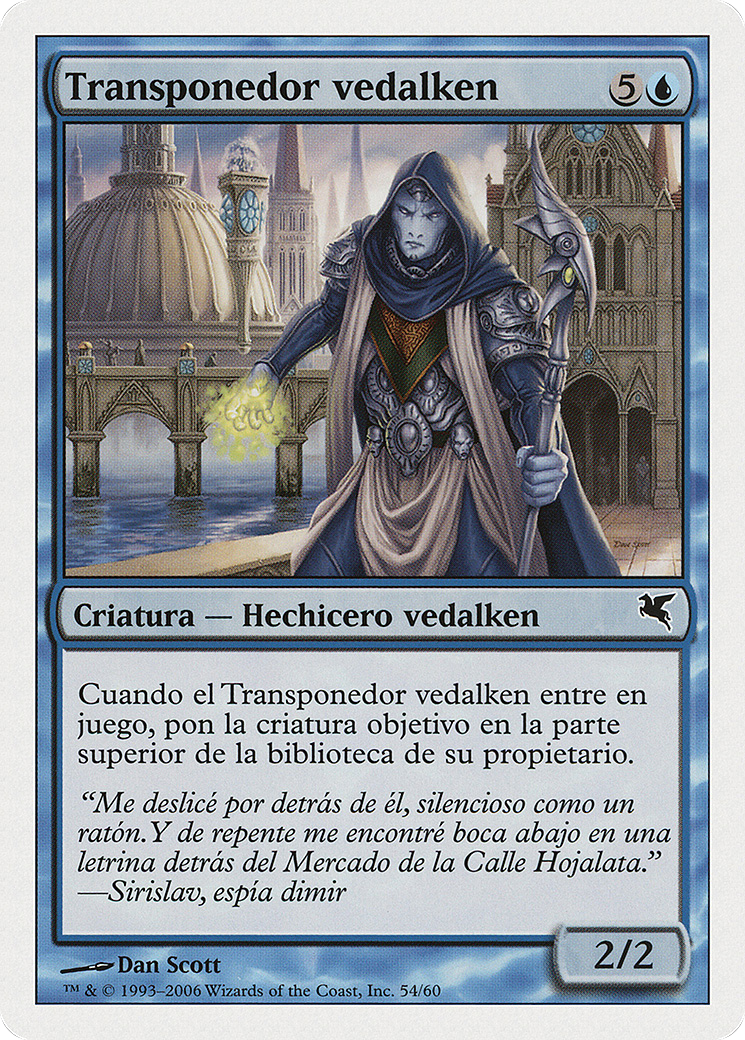 Transponedor vedalken
5
Dan Scott
Criatura — Hechicero vedalken
Cuando el Transponedor vedalken entre en
juego, pon la criatura objetivo en la parte
superior de la biblioteca de su propietario.
“Me deslicé por detrás de él, silencioso como un
ratón. Y de repente me encontré boca abajo en una
letrina detrás del Mercado de la Calle Hojalata.”
—Sirislav, espía dimir
2/2
Dan Scott
™ & © 1993–2006 Wizards of the Coast, Inc. 54/60